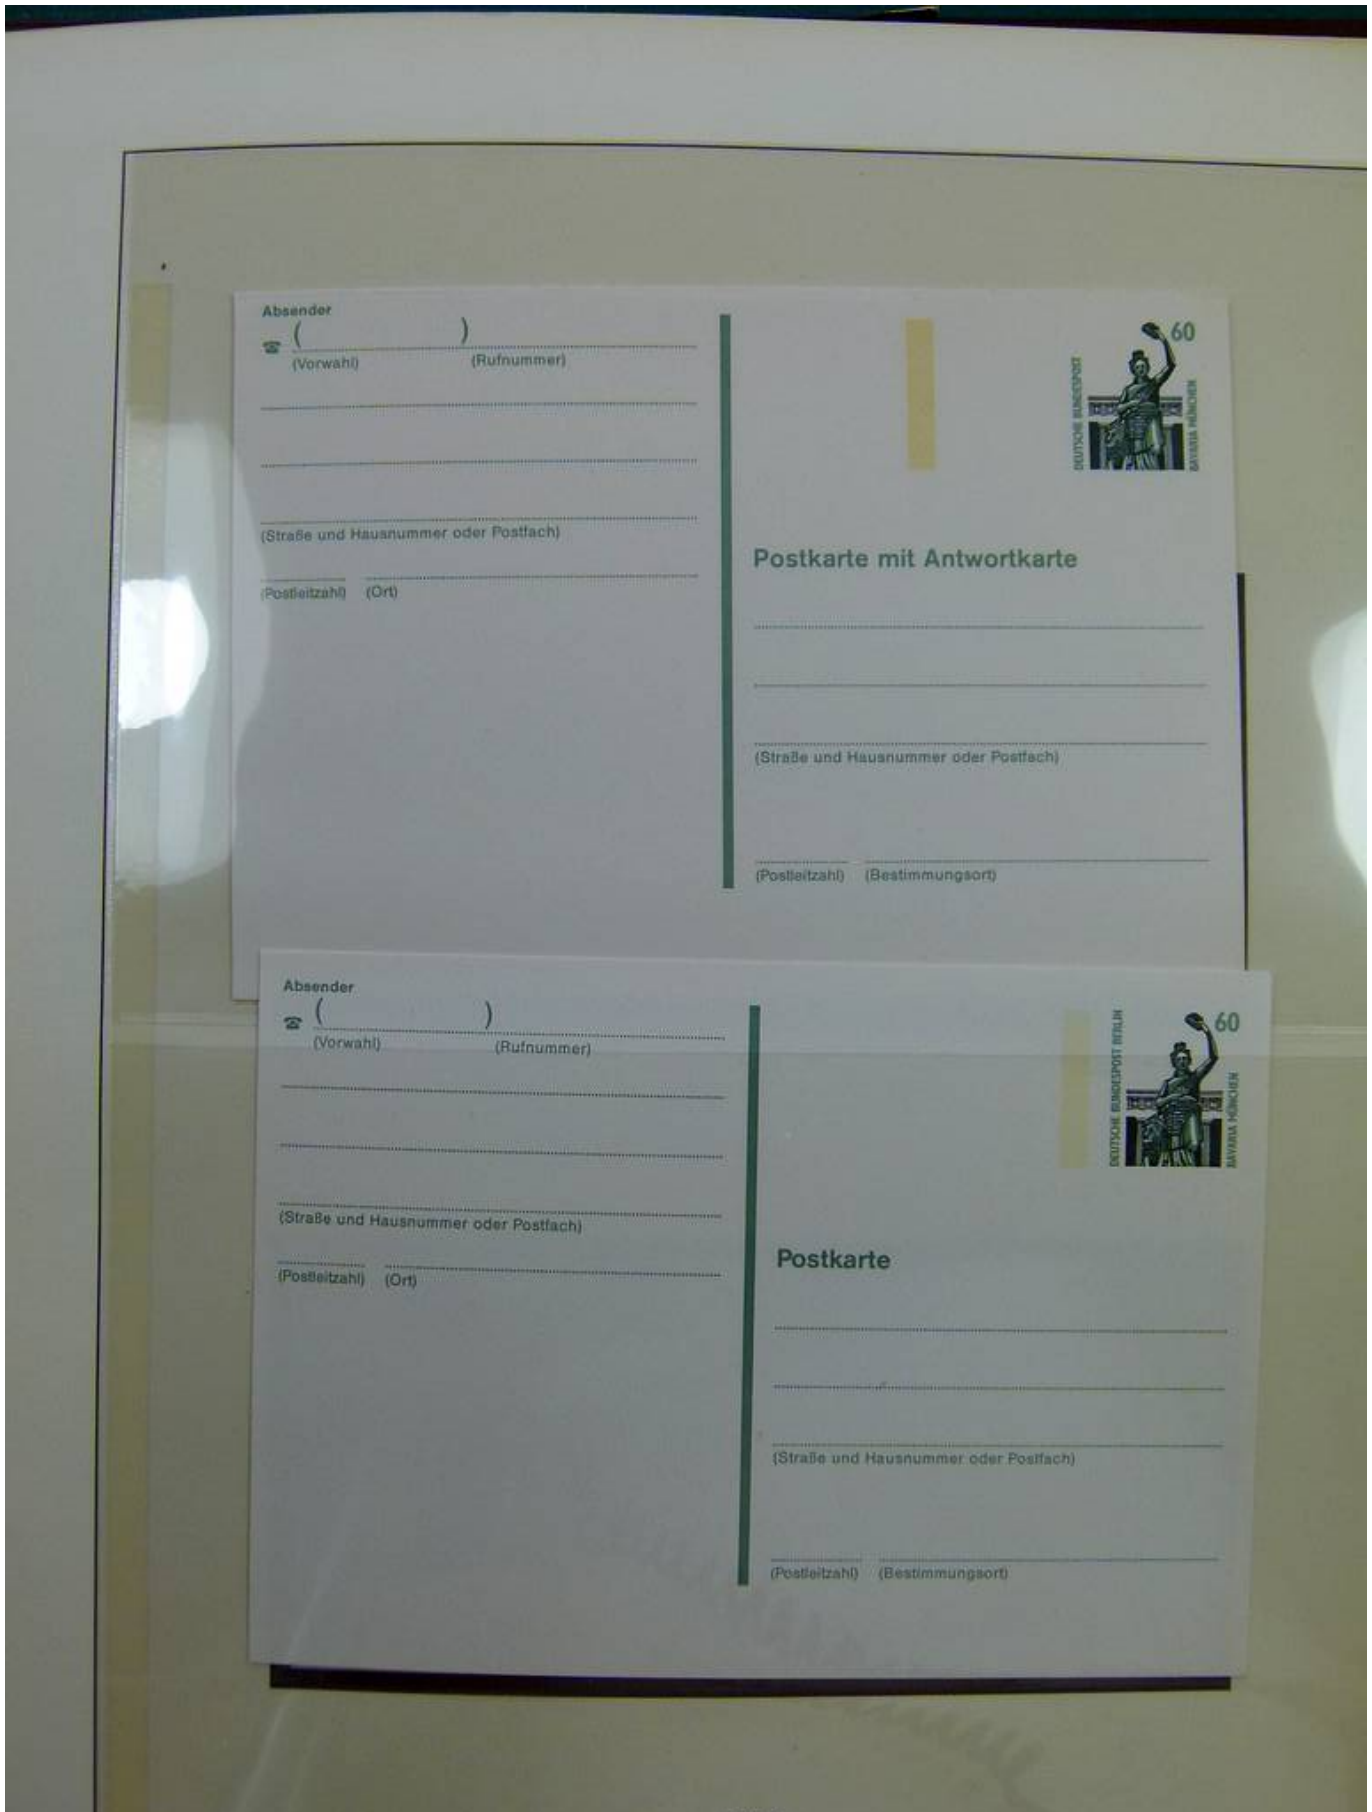 Absender
☎ ( )
(Vorwahl) (Rufnummer)
(Straße und Hausnummer oder Postfach)
(Postleitzahl) (Ort)
60
DEUTSCHE BUNDESPOST
BAVARIA MÜNCHEN
Postkarte mit Antwortkarte
(Straße und Hausnummer oder Postfach)
(Postleitzahl) (Bestimmungsort)
Absender
☎ ( )
(Vorwahl) (Rufnummer)
(Straße und Hausnummer oder Postfach)
(Postleitzahl) (Ort)
60
DEUTSCHE BUNDESPOST BERLIN
BAVARIA MÜNCHEN
Postkarte
(Straße und Hausnummer oder Postfach)
(Postleitzahl) (Bestimmungsort)